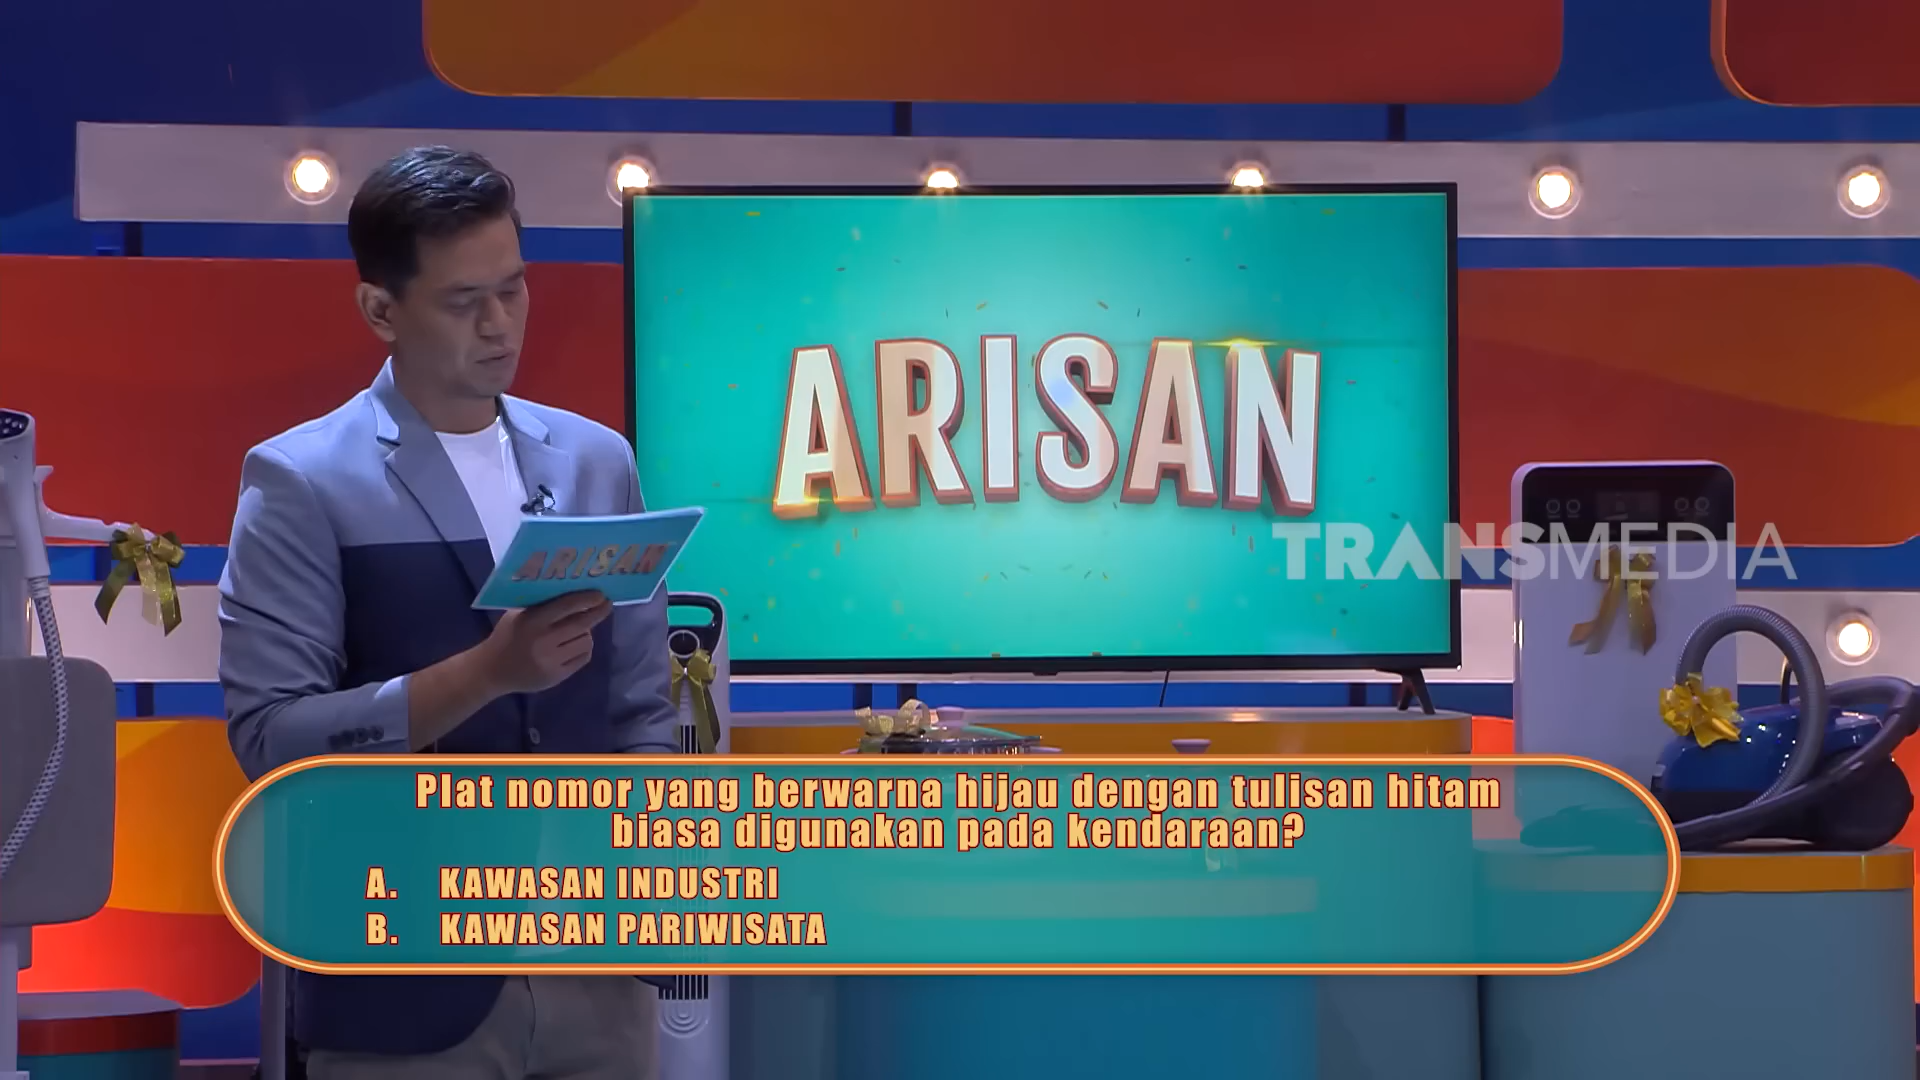 ARISAN
ARISAN
TRANSMEDIA
Plat nomor yang berwarna hijau dengan tulisan hitam
biasa digunakan pada kendaraan?
A. KAWASAN INDUSTRI
B. KAWASAN PARIWISATA